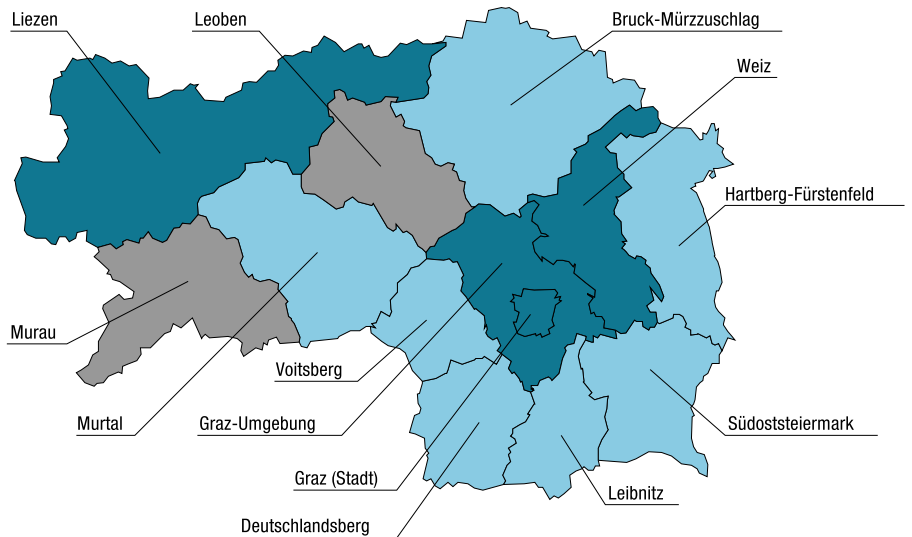 Liezen
Leoben
Bruck-Mürzzuschlag
Weiz
Hartberg-Fürstenfeld
Murau
Voitsberg
Murtal
Graz-Umgebung
Südoststeiermark
Graz (Stadt)
Leibnitz
Deutschlandsberg